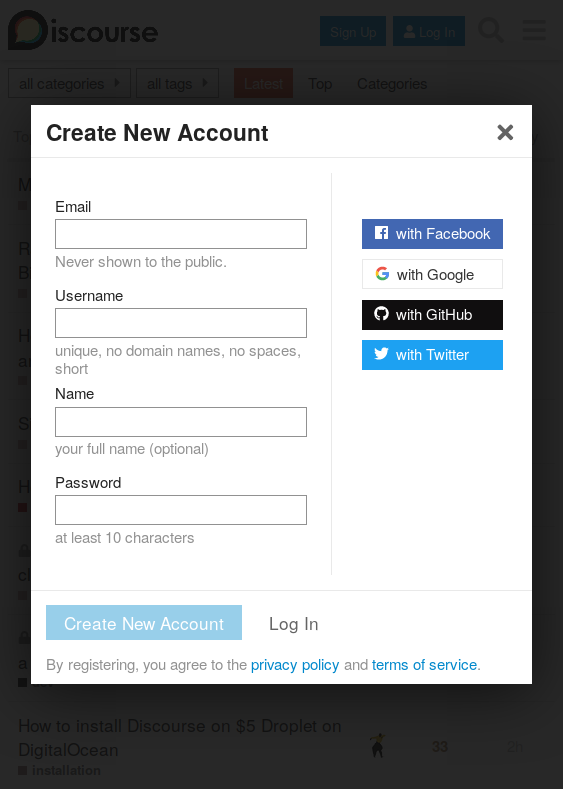 Discourse
Sign Up
Log In
all categories
all tags
Latest
Top
Categories
Create New Account
Email
Never shown to the public.
Username
unique, no domain names, no spaces,
short
Name
your full name (optional)
Password
at least 10 characters
with Facebook
with Google
with GitHub
with Twitter
Create New Account
Log In
By registering, you agree to the privacy policy and terms of service.
How to install Discourse on $5 Droplet on
DigitalOcean
33
2h
installation